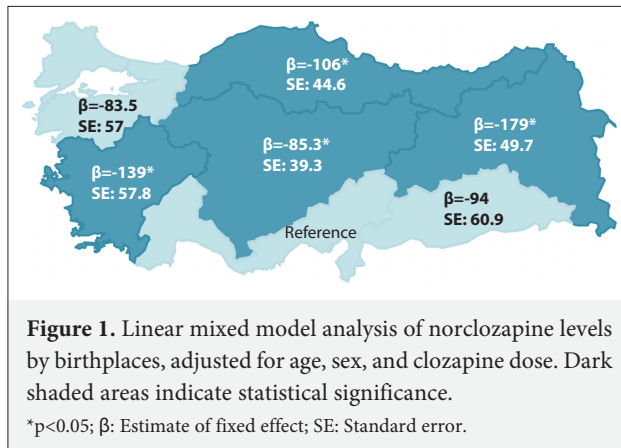 β=-106*
SE: 44.6
β=-83.5
SE: 57
β=-179*
SE: 49.7
β=-85.3*
SE: 39.3
β=-139*
SE: 57.8
β=-94
SE: 60.9
Reference
Figure 1. Linear mixed model analysis of norclozapine levels
by birthplaces, adjusted for age, sex, and clozapine dose. Dark
shaded areas indicate statistical significance.
*p<0.05; β: Estimate of fixed effect; SE: Standard error.